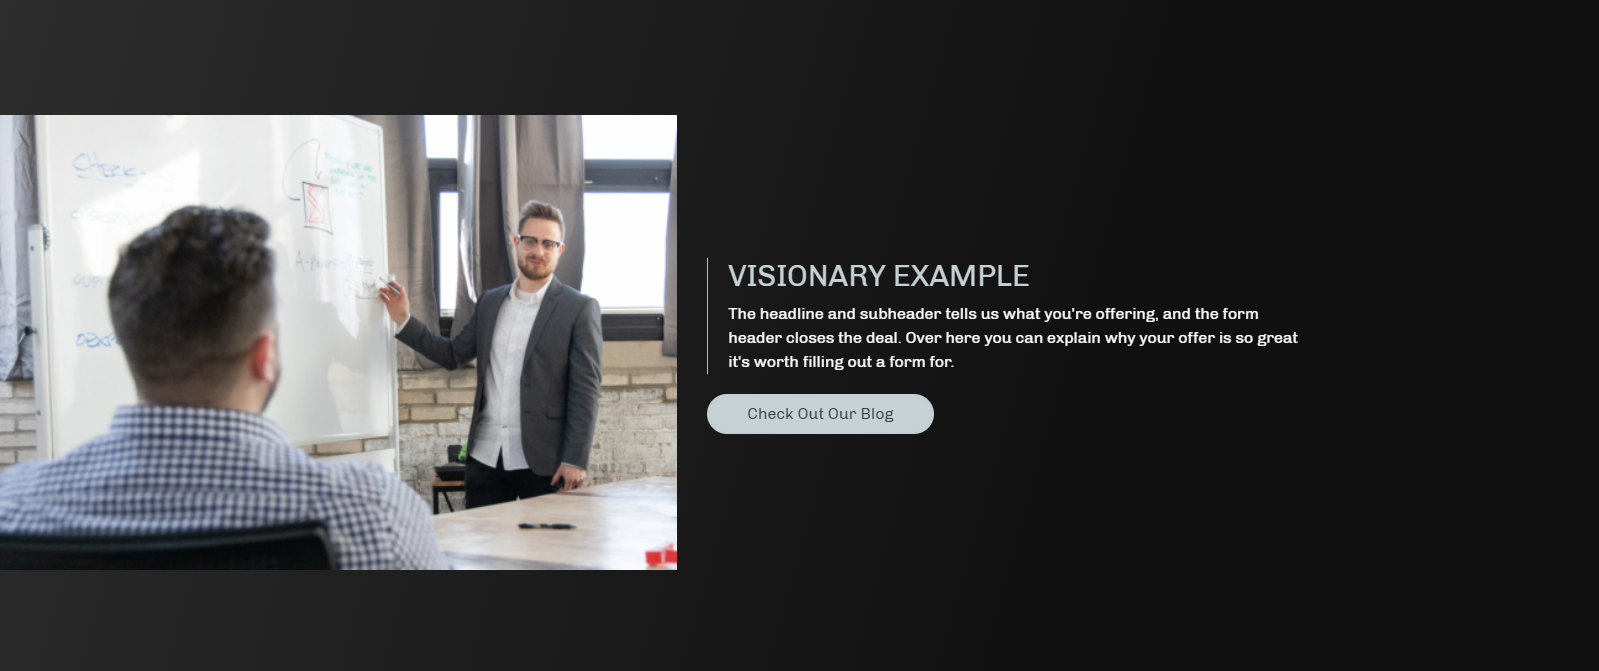 CHECK-
VISIONARY EXAMPLE
The headline and subheader tells us what you're offering, and the form
header closes the deal. Over here you can explain why your offer is so great
it's worth filling out a form for.
Check Out Our Blog